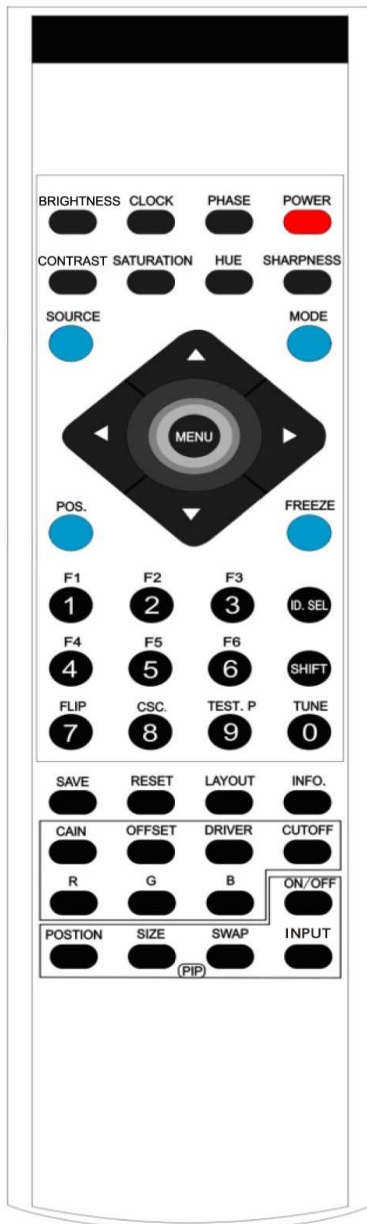 BRIGHTNESS CLOCK PHASE POWER
CONTRAST SATURATION HUE SHARPNESS
SOURCE MODE
MENU
POS. FREEZE
F1 F2 F3
1 2 3 ID. SEL
F4 F5 F6
4 5 6 SHIFT
FLIP CSC. TEST. P TUNE
7 8 9 0
SAVE RESET LAYOUT INFO.
CAIN OFFSET DRIVER CUTOFF
R G B ON/OFF
POSTION SIZE SWAP INPUT
PIP